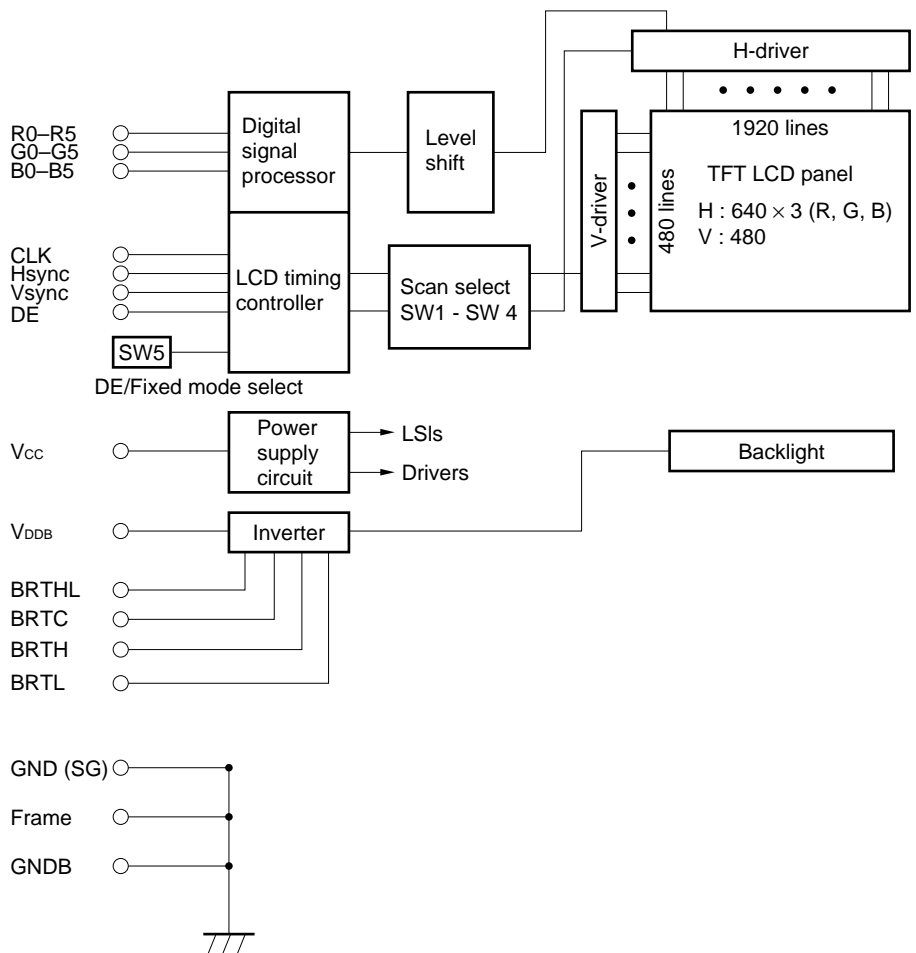 H-driver
R0–R5
G0–G5
B0–B5
Digital
signal
processor
Level
shift
V-driver
480 lines
1920 lines
TFT LCD panel
H : 640 × 3 (R, G, B)
V : 480
CLK
Hsync
Vsync
DE
LCD timing
controller
Scan select
SW1 - SW 4
SW5
DE/Fixed mode select
VCC
Power
supply
circuit
LSIs
Drivers
Backlight
VDDB
Inverter
BRTHL
BRTC
BRTH
BRTL
GND (SG)
Frame
GNDB